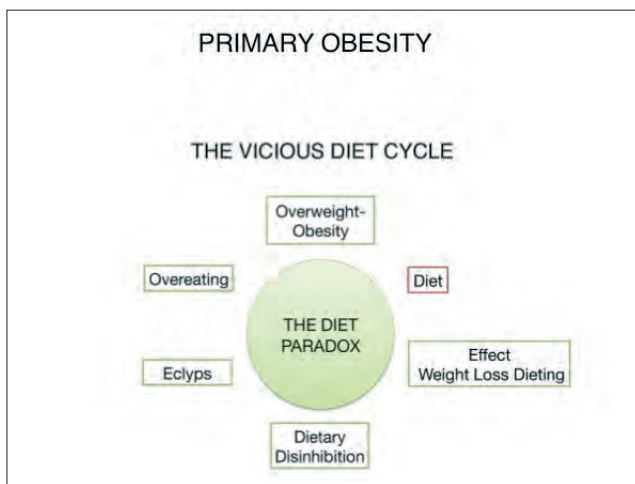 PRIMARY OBESITY
THE VICIOUS DIET CYCLE
Overweight-
Obesity
Overeating
Diet
THE DIET
PARADOX
Effect
Weight Loss Dieting
Eclyps
Dietary
Disinhibition